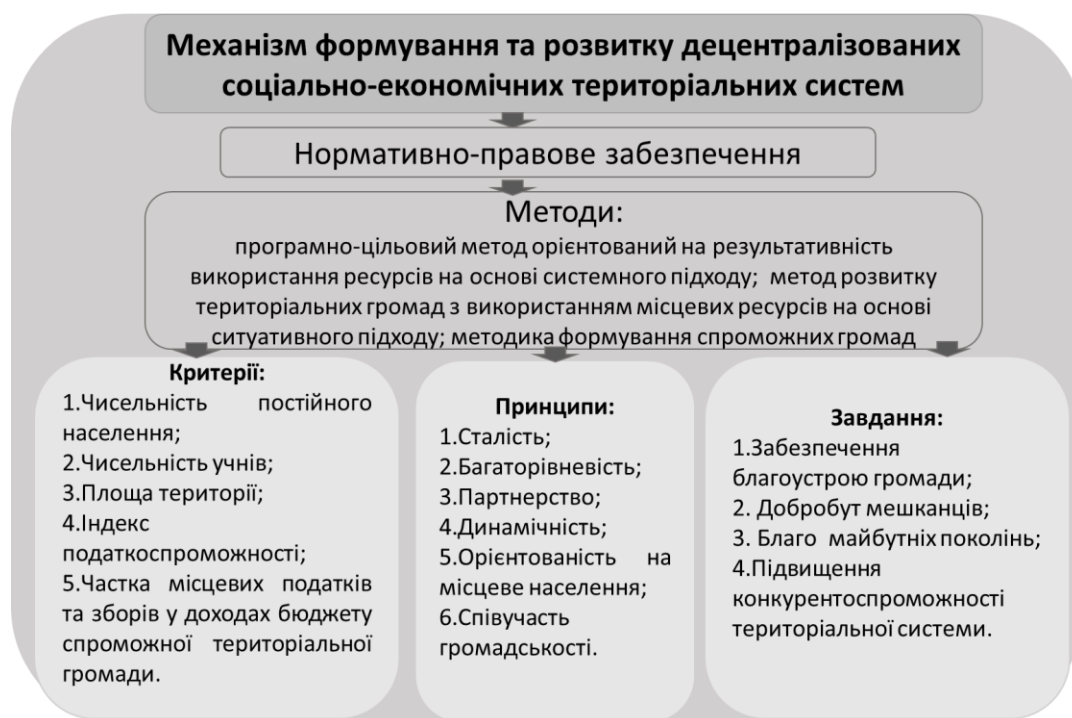 Механізм формування та розвитку децентралізованих
соціально-економічних територіальних систем
Нормативно-правове забезпечення
Методи:
програмно-цільовий метод орієнтований на результативність
використання ресурсів на основі системного підходу; метод розвитку
територіальних громад з використанням місцевих ресурсів на основі
ситуативного підходу; методика формування спроможних громад
Критерії:
1.Чисельність постійного
населення;
2.Чисельність учнів;
3.Площа території;
4.Індекс
податкоспроможності;
5.Частка місцевих податків
та зборів у доходах бюджету
спроможної територіальної
громади.
Принципи:
1.Сталість;
2.Багаторівневість;
3.Партнерство;
4.Динамічність;
5.Орієнтованість на
місцеве населення;
6.Співучасть
громадськості.
Завдання:
1.Забезпечення
благоустрою громади;
2. Добробут мешканців;
3. Благо майбутніх поколінь;
4.Підвищення
конкурентоспроможності
територіальної системи.